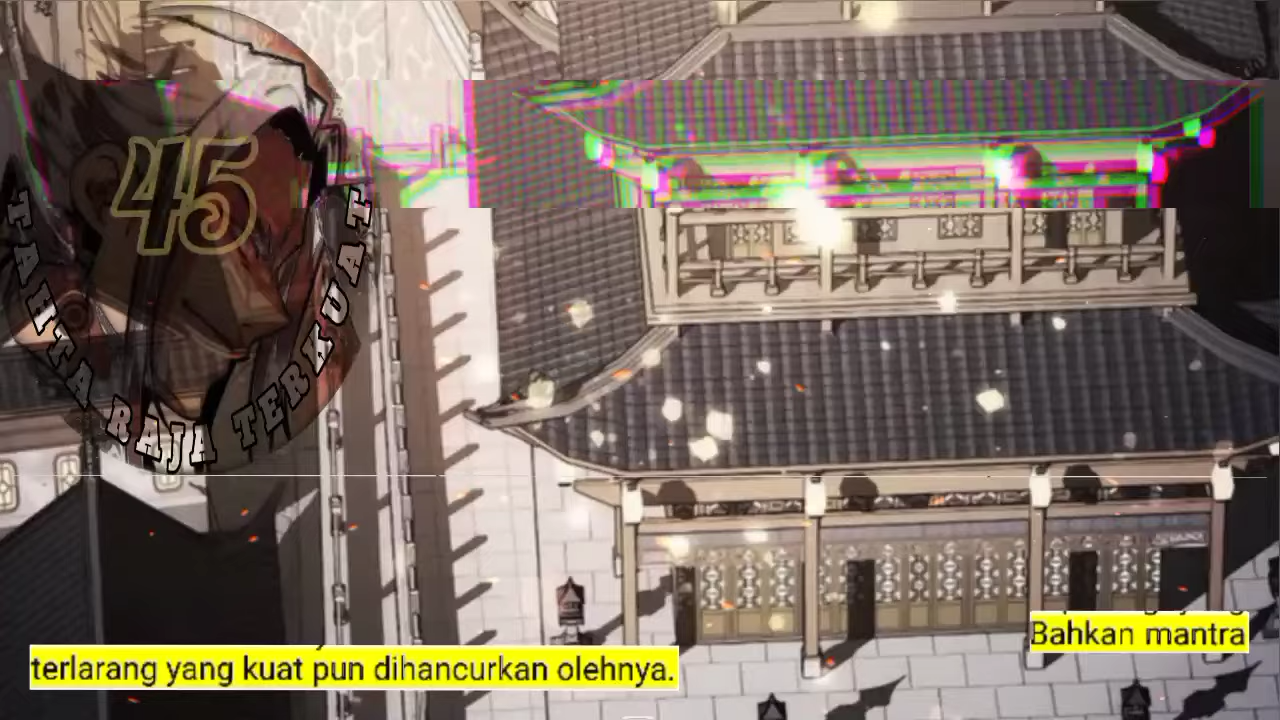 45
TAHTA RAJA TERKUAT
Bahkan mantra
terlarang yang kuat pun dihancurkan olehnya.